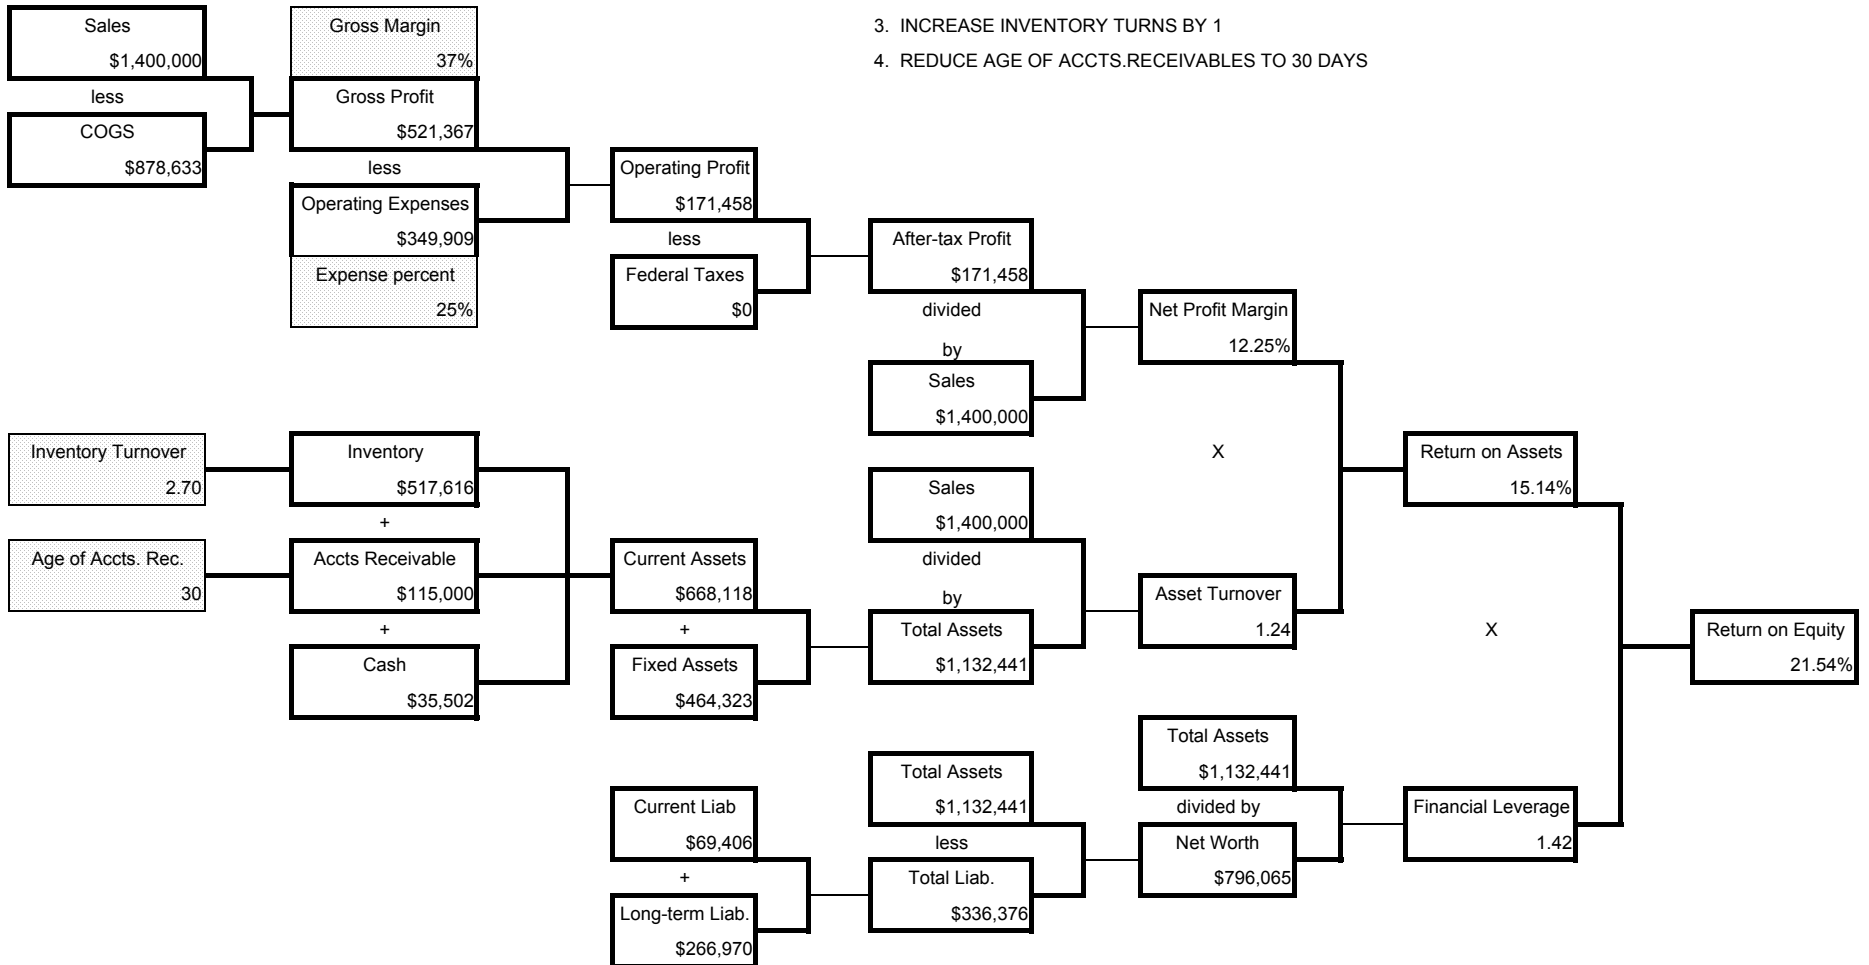 Sales
$1,400,000
less
COGS
$878,633
Gross Margin
37%
Gross Profit
$521,367
less
Operating Expenses
$349,909
Expense percent
25%
3. INCREASE INVENTORY TURNS BY 1
4. REDUCE AGE OF ACCTS.RECEIVABLES TO 30 DAYS
Operating Profit
$171,458
less
Federal Taxes
$0
After-tax Profit
$171,458
divided
by
Sales
$1,400,000
Net Profit Margin
12.25%
X
Inventory Turnover
2.70
Inventory
$517,616
+
Age of Accts. Rec.
30
Accts Receivable
$115,000
+
Cash
$35,502
Current Assets
$668,118
+
Fixed Assets
$464,323
Sales
$1,400,000
divided
by
Total Assets
$1,132,441
Asset Turnover
1.24
Return on Assets
15.14%
X
Return on Equity
21.54%
Current Liab
$69,406
+
Long-term Liab.
$266,970
Total Assets
$1,132,441
less
Total Liab.
$336,376
Total Assets
$1,132,441
divided by
Net Worth
$796,065
Financial Leverage
1.42